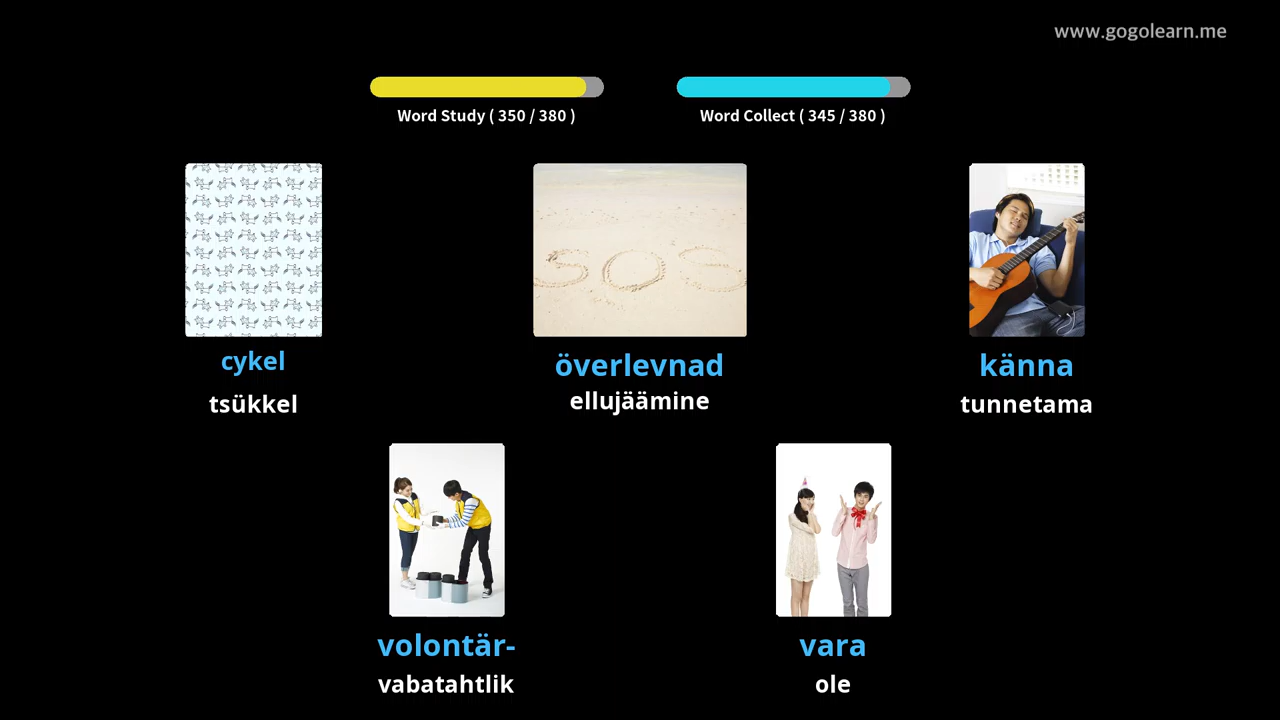 www.gogolearn.me
Word Study ( 350 / 380 )
Word Collect ( 345 / 380 )
SOS
cykel
tsükkel
överlevnad
ellujäämine
känna
tunnetama
volontär-
vabatahtlik
vara
ole